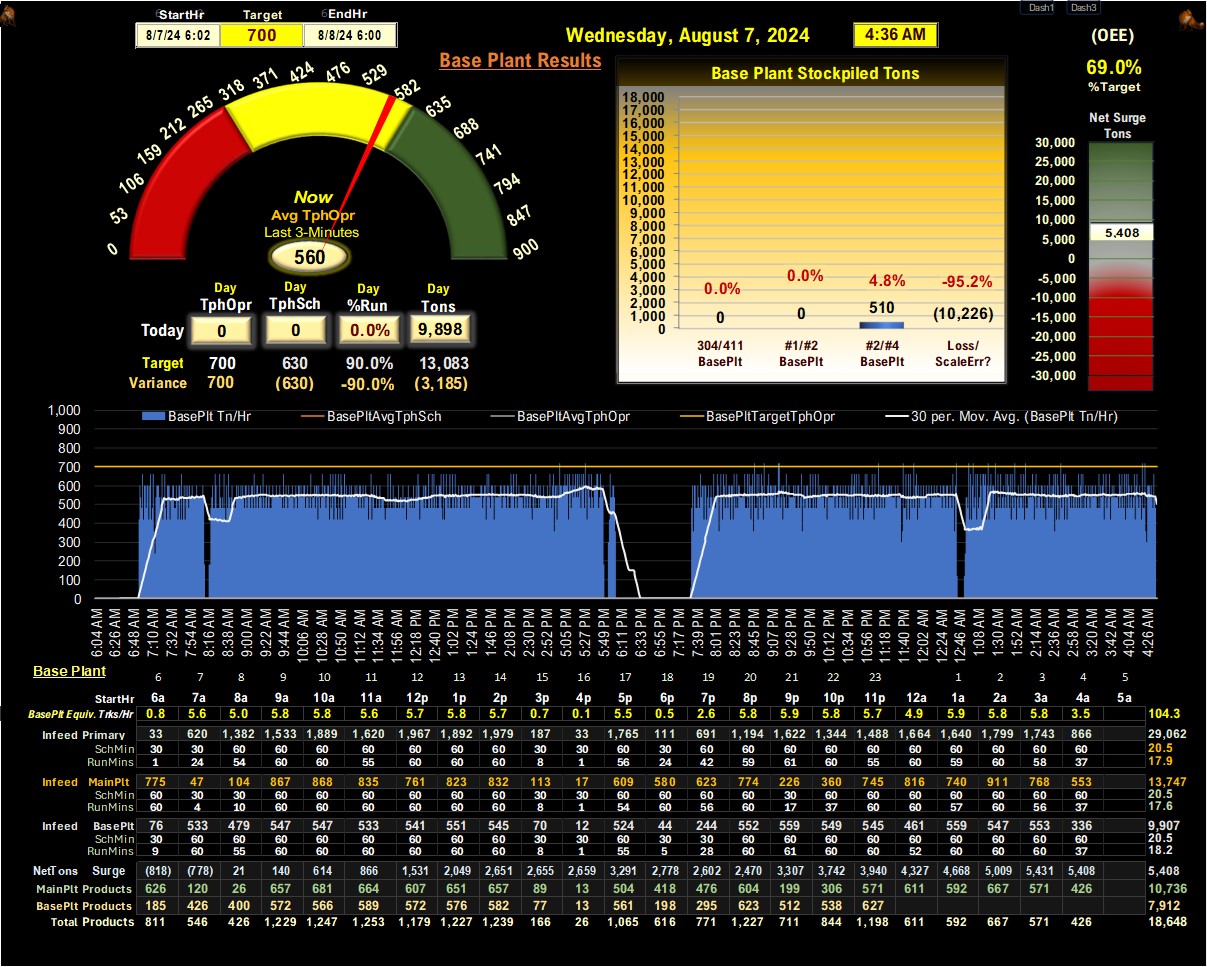 StartHr Target EndHr
8/7/24 6:02 700 8/8/24 6:00
Wednesday, August 7, 2024 4:36 AM
Dash1 Dash3
(OEE)
69.0%
%Target
Base Plant Results
0 53 106 159 212 265 318 371 424 476 529 582 635 688 741 794 847 900
Now
Avg TphOpr
Last 3-Minutes
560
Day Day Day Day
TphOpr TphSch %Run Tons
Today 0 0 0.0% 9,898
Target 700 630 90.0% 13,083
Variance 700 (630) -90.0% (3,185)
Base Plant Stockpiled Tons
18,000
17,000
16,000
15,000
14,000
13,000
12,000
11,000
10,000
9,000
8,000
7,000
6,000
5,000
4,000
3,000
2,000
1,000
0
0.0% 0.0% 4.8% -95.2%
0 0 510 (10,226)
304/411 #1/#2 #2/#4 Loss/
BasePlt BasePlt BasePlt ScaleErr?
Net Surge
Tons
30,000
25,000
20,000
15,000
10,000
5,000
0
-5,000
-10,000
-15,000
-20,000
-25,000
-30,000
5,408
BasePlt Tn/Hr BasePltAvgTphSch BasePltAvgTphOpr BasePltTargetTphOpr 30 per. Mov. Avg. (BasePlt Tn/Hr)
1,000
900
800
700
600
500
400
300
200
100
0
6:04 AM 6:26 AM 6:48 AM 7:10 AM 7:32 AM 7:54 AM 8:16 AM 8:38 AM 9:00 AM 9:22 AM 9:44 AM 10:06 AM 10:28 AM 10:50 AM 11:12 AM 11:34 AM 11:56 AM 12:18 PM 12:40 PM 1:02 PM 1:24 PM 1:46 PM 2:08 PM 2:30 PM 2:52 PM 5:05 PM 5:27 PM 5:49 PM 6:11 PM 6:33 PM 6:55 PM 7:17 PM 7:39 PM 8:01 PM 8:23 PM 8:45 PM 9:07 PM 9:28 PM 9:50 PM 10:12 PM 10:34 PM 10:56 PM 11:18 PM 11:40 PM 12:02 AM 12:24 AM 12:46 AM 1:08 AM 1:30 AM 1:52 AM 2:14 AM 2:36 AM 2:58 AM 3:20 AM 3:42 AM 4:04 AM 4:26 AM
Base Plant
6 7 8 9 10 11 12 13 14 15 16 17 18 19 20 21 22 23 1 2 3 4 5
StartHr 6a 7a 8a 9a 10a 11a 12p 1p 2p 3p 4p 5p 6p 7p 8p 9p 10p 11p 12a 1a 2a 3a 4a 5a
BasePlt Equiv. Trks/Hr 0.8 5.6 5.0 5.8 5.8 5.6 5.7 5.8 5.7 0.7 0.1 5.5 0.5 2.6 5.8 5.9 5.8 5.7 4.9 5.9 5.8 5.8 3.5 104.3
Infeed Primary 33 620 1,382 1,533 1,889 1,620 1,967 1,892 1,979 187 33 1,765 111 691 1,194 1,622 1,344 1,488 1,664 1,640 1,799 1,743 866 29,062
SchMin 30 30 60 60 60 60 60 60 60 30 30 60 30 30 60 60 60 60 60 60 60 60 60 20.5
RunMins 1 24 54 60 60 55 60 60 60 8 1 56 24 42 59 61 60 55 60 59 60 58 37 17.9
Infeed MainPlt 775 47 104 867 868 835 761 823 832 113 17 609 580 623 774 226 360 745 816 740 911 768 553 13,747
SchMin 60 30 30 60 60 60 60 60 60 30 30 60 60 60 60 30 60 60 60 60 60 60 60 20.5
RunMins 60 4 10 60 60 60 60 60 60 8 1 54 60 56 60 17 37 60 60 57 60 56 37 17.6
Infeed BasePlt 76 533 479 547 547 533 541 551 545 70 12 524 44 244 552 559 549 545 461 559 547 553 336 9,907
SchMin 30 60 60 60 60 60 60 60 60 30 30 60 30 30 60 60 60 60 60 60 60 60 60 20.5
RunMins 9 60 55 60 60 60 60 60 60 8 1 55 5 28 60 61 60 60 52 60 60 60 37 18.2
NetTons Surge (818) (778) 21 140 614 866 1,531 2,049 2,651 2,655 2,659 3,291 2,778 2,602 2,470 3,307 3,742 3,940 4,327 4,668 5,009 5,431 5,408 5,408
MainPlt Products 626 120 26 657 681 664 607 651 657 89 13 504 418 476 604 199 306 571 611 592 667 571 426 10,736
BasePlt Products 185 426 400 572 566 589 572 576 582 77 13 561 198 295 623 512 538 627 7,912
Total Products 811 546 426 1,229 1,247 1,253 1,179 1,227 1,239 166 26 1,065 616 771 1,227 711 844 1,198 611 592 667 571 426 18,648